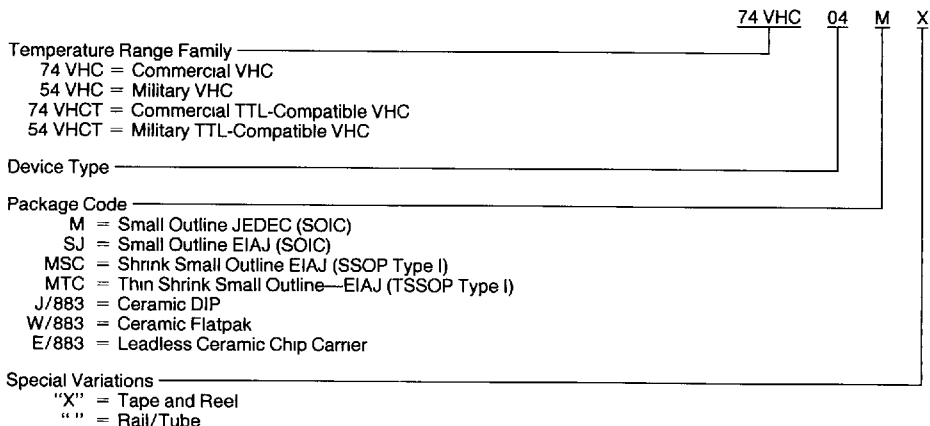 74 VHC 04 M X
Temperature Range Family
74 VHC = Commercial VHC
54 VHC = Military VHC
74 VHCT = Commercial TTL-Compatible VHC
54 VHCT = Military TTL-Compatible VHC
Device Type
Package Code
M = Small Outline JEDEC (SOIC)
SJ = Small Outline EIAJ (SOIC)
MSC = Shrink Small Outline EIAJ (SSOP Type I)
MTC = Thin Shrink Small Outline—EIAJ (TSSOP Type I)
J/883 = Ceramic DIP
W/883 = Ceramic Flatpak
E/883 = Leadless Ceramic Chip Carrier
Special Variations
"X" = Tape and Reel
" " = Rail/Tube